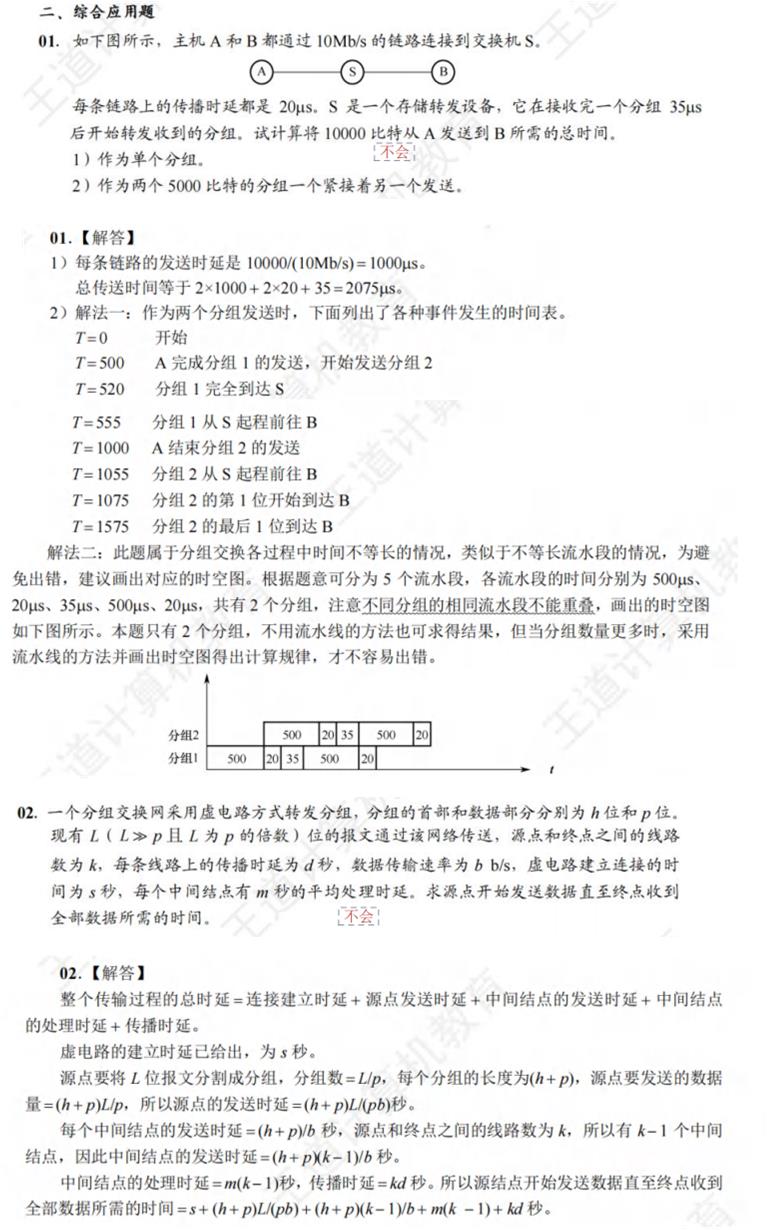 二、综合应用题
01. 如下图所示，主机 A 和 B 都通过 10Mb/s 的链路连接到交换机 S。
A S B
每条链路上的传播时延都是 20μs。S 是一个存储转发设备，它在接收完一个分组 35μs
后开始转发收到的分组。试计算将 10000 比特从 A 发送到 B 所需的总时间。
1）作为单个分组。
不会
2）作为两个 5000 比特的分组一个紧接着另一个发送。
01.【解答】
1）每条链路的发送时延是 10000/(10Mb/s) = 1000μs。
总传送时间等于 2×1000 + 2×20 + 35 = 2075μs。
2）解法一：作为两个分组发送时，下面列出了各种事件发生的时间表。
T = 0 开始
T = 500 A 完成分组 1 的发送，开始发送分组 2
T = 520 分组 1 完全到达 S
T = 555 分组 1 从 S 起程前往 B
T = 1000 A 结束分组 2 的发送
T = 1055 分组 2 从 S 起程前往 B
T = 1075 分组 2 的第 1 位开始到达 B
T = 1575 分组 2 的最后 1 位到达 B
解法二：此题属于分组交换各过程中时间不等长的情况，类似于不等长流水段的情况，为避
免出错，建议画出对应的时空图。根据题意可分为 5 个流水段，各流水段的时间分别为 500μs、
20μs、35μs、500μs、20μs，共有 2 个分组，注意不同分组的相同流水段不能重叠，画出的时空图
如下图所示。本题只有 2 个分组，不用流水线的方法也可求得结果，但当分组数量更多时，采用
流水线的方法并画出时空图得出计算规律，才不容易出错。
分组2 500 20 35 500 20
分组1 500 20 35 500 20
t
02. 一个分组交换网采用虚电路方式转发分组，分组的首部和数据部分分别为 h 位和 p 位。
现有 L（L≫p 且 L 为 p 的倍数）位的报文通过该网络传送，源点和终点之间的线路
数为 k，每条线路上的传播时延为 d 秒，数据传输速率为 b b/s，虚电路建立连接的时
间为 s 秒，每个中间结点有 m 秒的平均处理时延。求源点开始发送数据直至终点收到
全部数据所需的时间。
不会
02.【解答】
整个传输过程的总时延 = 连接建立时延 + 源点发送时延 + 中间结点的发送时延 + 中间结点
的处理时延 + 传播时延。
虚电路的建立时延已给出，为 s 秒。
源点要将 L 位报文分割成分组，分组数 = L/p，每个分组的长度为(h + p)，源点要发送的数据
量 = (h + p)L/p，所以源点的发送时延 = (h + p)L/(pb)秒。
每个中间结点的发送时延 = (h + p)/b 秒，源点和终点之间的线路数为 k，所以有 k − 1 个中间
结点，因此中间结点的发送时延 = (h + p)(k − 1)/b 秒。
中间结点的处理时延 = m(k − 1)秒，传播时延 = kd 秒。所以源结点开始发送数据直至终点收到
全部数据所需的时间 = s + (h + p)L/(pb) + (h + p)(k − 1)/b + m(k − 1) + kd 秒。